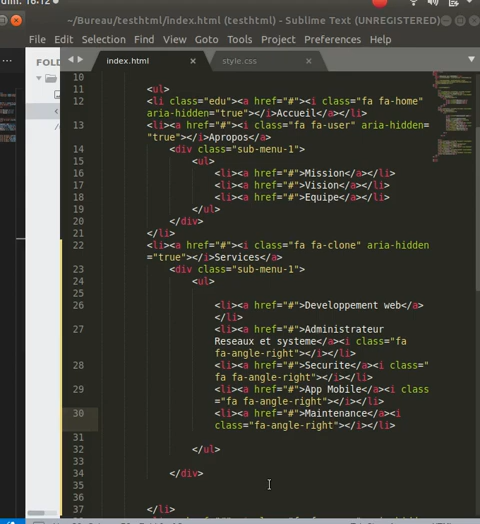 dim. 16:12
~/Bureau/testhtml/index.html (testhtml) - Sublime Text (UNREGISTERED)
File Edit Selection Find View Goto Tools Project Preferences Help
FOLD
index.html × style.css ×
10
11 <ul>
12 <li class="edu"><a href="#"><i class="fa fa-home"
aria-hidden="true"></i>Accueil</a></li>
13 <li><a href="#"><i class="fa fa-user" aria-hidden=
"true"></i>Apropos</a>
14 <div class="sub-menu-1">
15 <ul>
16 <li><a href="#">Mission</a></li>
17 <li><a href="#">Vision</a></li>
18 <li><a href="#">Equipe</a></li>
19 </ul>
20 </div>
21 </li>
22 <li><a href="#"><i class="fa fa-clone" aria-hidden
="true"></i>Services</a>
23 <div class="sub-menu-1">
24 <ul>
25
26 <li><a href="#">Developpement web</a>
</li>
27 <li><a href="#">Administrateur
Reseaux et systeme</a><i class="fa
fa-angle-right"></i></li>
28 <li><a href="#">Securite</a><i class="
fa fa-angle-right"></i></li>
29 <li><a href="#">App Mobile</a><i class
="fa fa-angle-right"></i></li>
30 <li><a href="#">Maintenance</a><i
class="fa-angle-right"></i></li>
31
32 </ul>
33
34 </div>
35
36
37 </li>